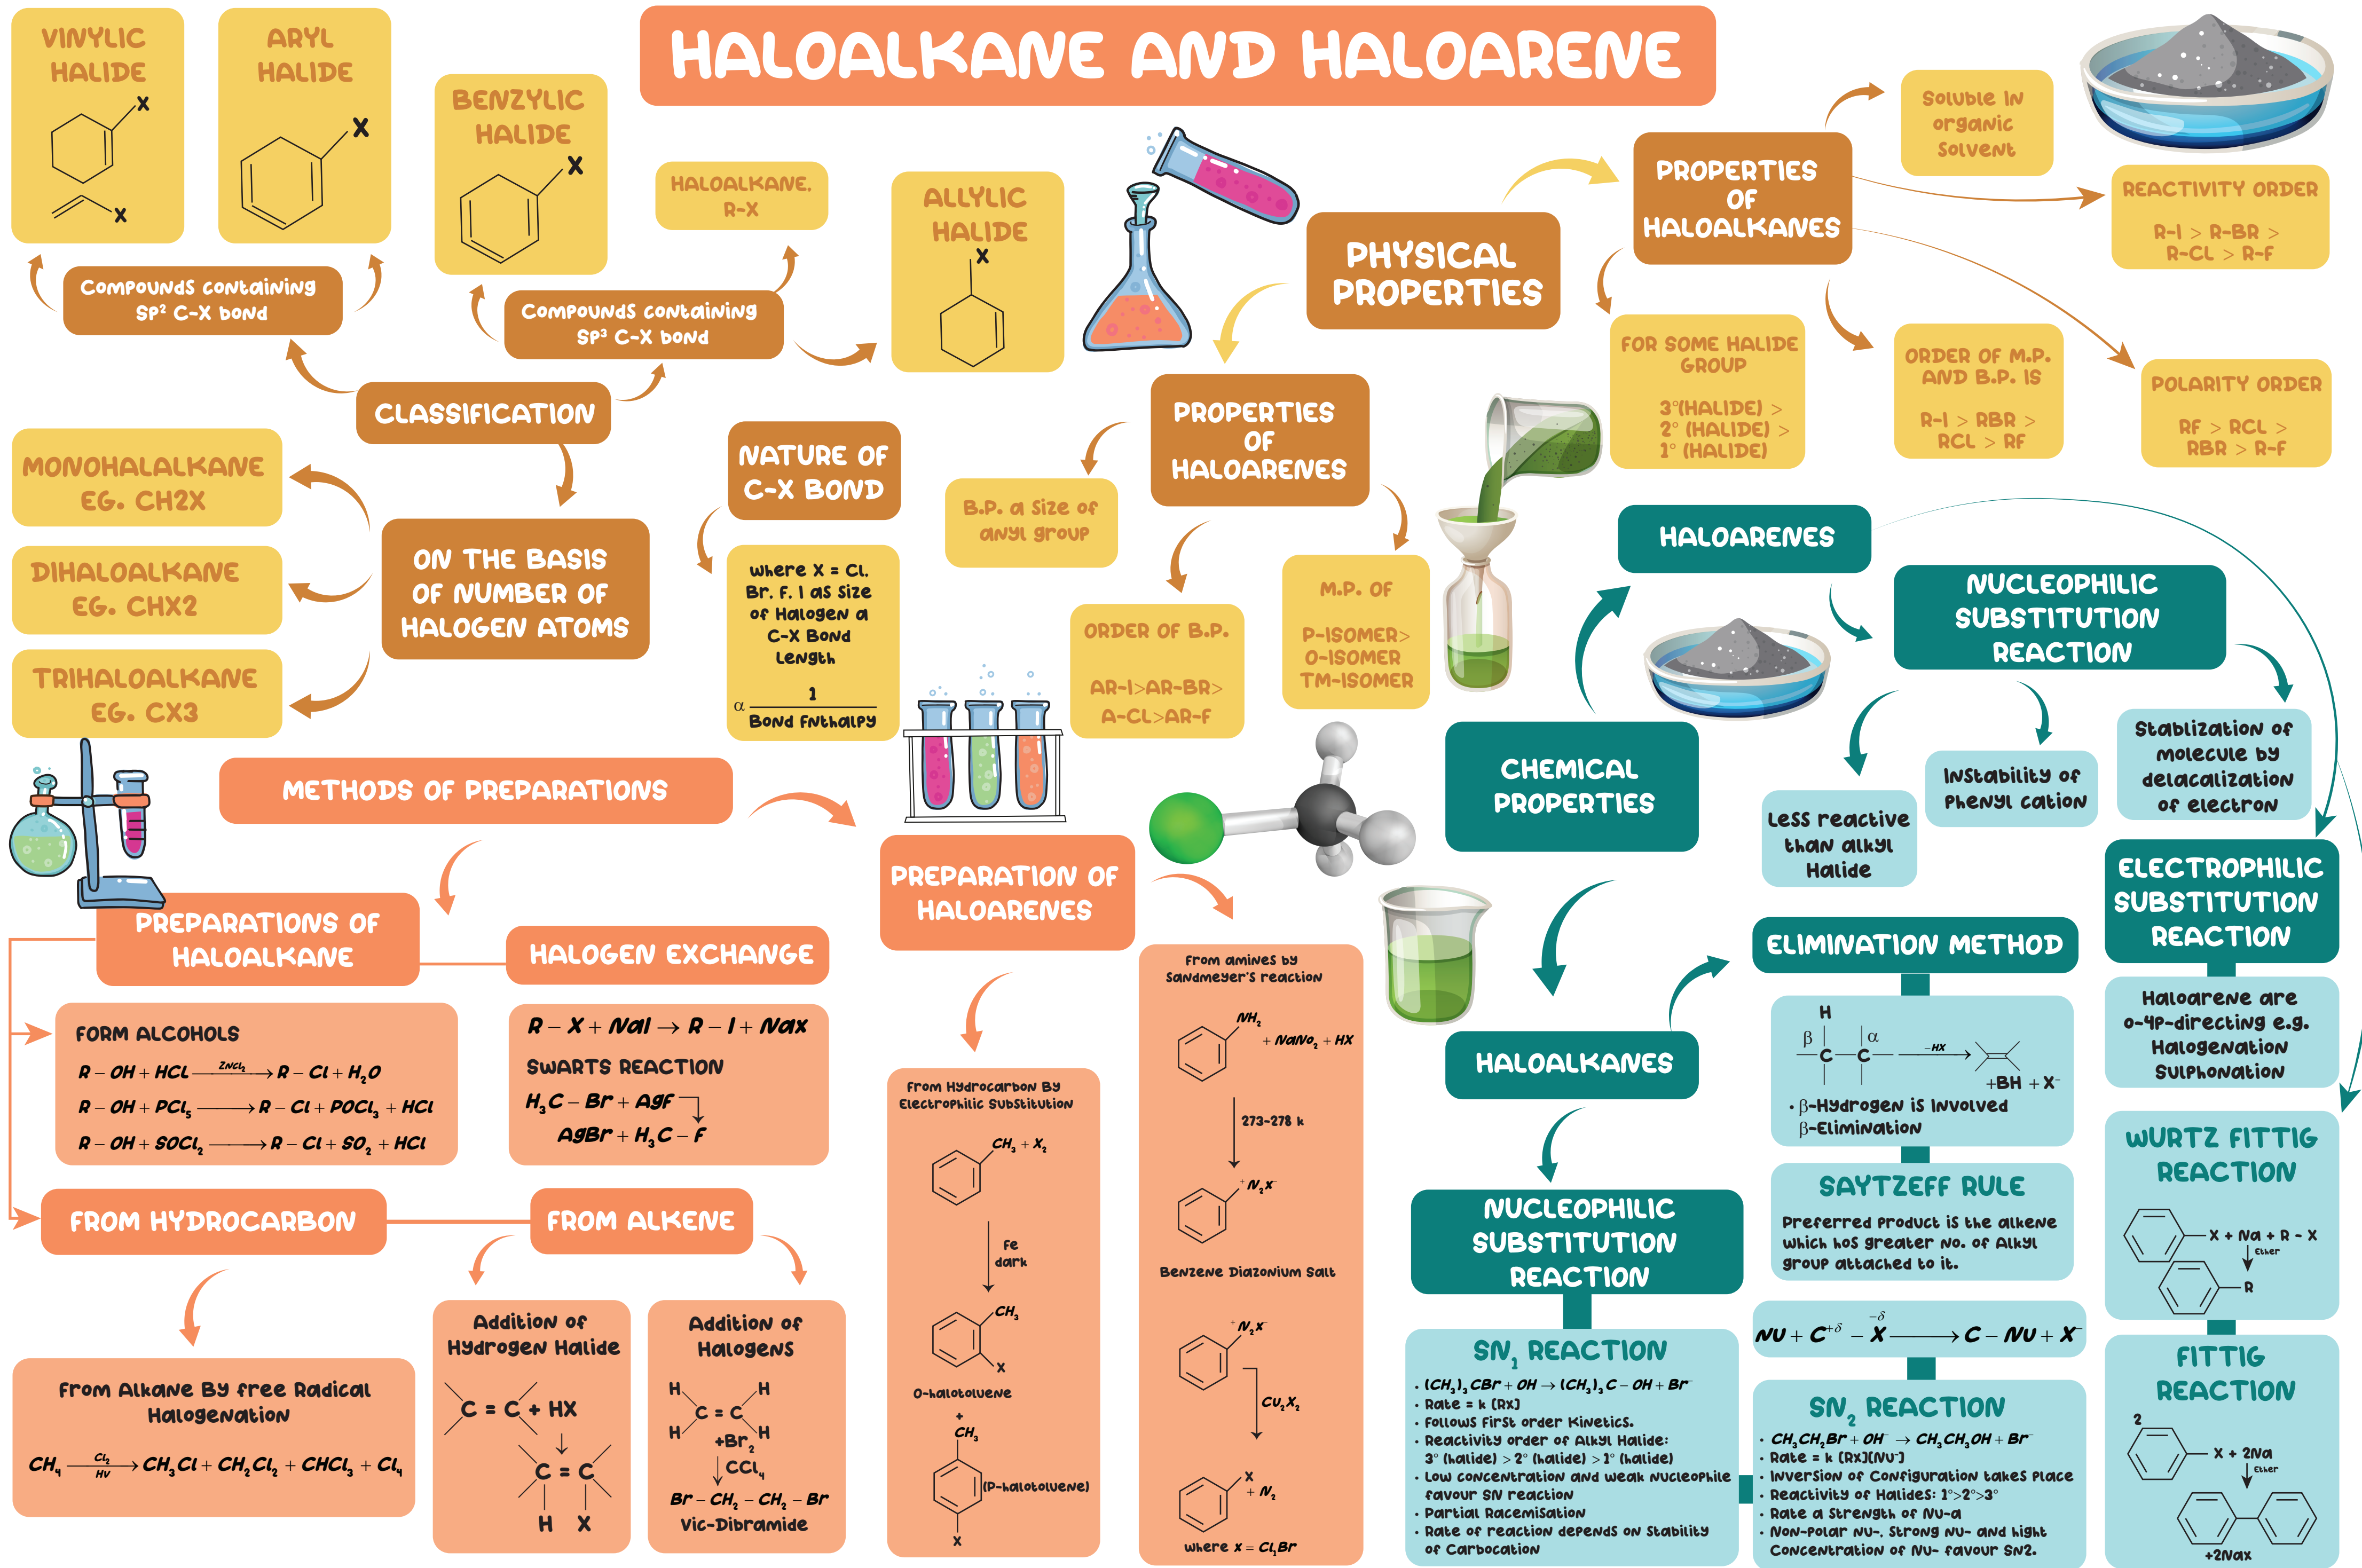 HALOALKANE AND HALOARENE
VINYLIC
HALIDE
X
X
ARYL
HALIDE
X
BENZYLIC
HALIDE
X
HALOALKANE.
R-X
ALLYLIC
HALIDE
X
Compounds containing
SP² C-X bond
Compounds containing
SP³ C-X bond
CLASSIFICATION
MONOHALALKANE
EG. CH2X
DIHALOALKANE
EG. CHX2
TRIHALOALKANE
EG. CX3
ON THE BASIS
OF NUMBER OF
HALOGEN ATOMS
NATURE OF
C-X BOND
where X = Cl.
Br. F. I as size
of Halogen a
C-X Bond
Length
α 1
Bond Fnthalpy
PHYSICAL
PROPERTIES
PROPERTIES
OF
HALOALKANES
Soluble in
organic
Solvent
REACTIVITY ORDER
R-I > R-BR >
R-CL > R-F
FOR SOME HALIDE
GROUP
3°(HALIDE) >
2° (HALIDE) >
1° (HALIDE)
ORDER OF M.P.
AND B.P. IS
R-I > RBR >
RCL > RF
POLARITY ORDER
RF > RCL >
RBR > R-F
PROPERTIES
OF
HALOARENES
B.P. a size of
anyl group
ORDER OF B.P.
AR-I>AR-BR>
A-CL>AR-F
M.P. OF
P-ISOMER>
O-ISOMER
TM-ISOMER
METHODS OF PREPARATIONS
PREPARATIONS OF
HALOALKANE
HALOGEN EXCHANGE
FORM ALCOHOLS
R – OH + HCl ZNCl₂→ R – Cl + H₂O
R – OH + PCl₅ → R – Cl + POCl₃ + HCl
R – OH + SOCl₂ → R – Cl + SO₂ + HCl
R – X + NaI → R – I + Nax
SWARTS REACTION
H₃C – Br + Agf
AgBr + H₃C – F
FROM HYDROCARBON
FROM ALKENE
From Alkane By free Radical
Halogenation
CH₄ Cl₂ HV→ CH₃Cl + CH₂Cl₂ + CHCl₃ + Cl₄
Addition of
Hydrogen Halide
C = C + HX
↓
C = C
H X
Addition of
Halogens
H H
C = C
H H
+Br₂
↓ CCl₄
Br – CH₂ – CH₂ – Br
Vic-Dibramide
PREPARATION OF
HALOARENES
From Hydrocarbon By
Electrophilic Substitution
CH₃ + X₂
Fe
dark
CH₃
X
O-halotoluene
+
CH₃
(P-halotoluene)
X
from amines by
Sandmeyer's reaction
NH₂
+ NaNo₂ + HX
273-278 k
⁺N₂x⁻
Benzene Diazonium Salt
⁺N₂x⁻
Cu₂X₂
X
+ N₂
where x = Cl₁Br
CHEMICAL
PROPERTIES
HALOARENES
NUCLEOPHILIC
SUBSTITUTION
REACTION
Less reactive
than alkyl
Halide
Instability of
Phenyl cation
Stablization of
molecule by
delacalization
of electron
ELECTROPHILIC
SUBSTITUTION
REACTION
Haloarene are
o-4p-directing e.g.
Halogenation
Sulphonation
WURTZ FITTIG
REACTION
X + Na + R - X
Ether
R
FITTIG
REACTION
2
X + 2Na
Ether
+2Nax
HALOALKANES
ELIMINATION METHOD
H
β α
C – C –HX→
+BH + X⁻
• β-Hydrogen is Involved
β-Elimination
SAYTZEFF RULE
Preferred Product is the alkene
which hos greater no. of Alkyl
group attached to it.
NUCLEOPHILIC
SUBSTITUTION
REACTION
NU + C⁺ᵟ – X⁻ᵟ → C – NU + X⁻
SN₁ REACTION
• (CH₃)₃CBr + OH → (CH₃)₃C – OH + Br⁻
• Rate = k [Rx]
• Follows First order Kinetics.
• Reactivity order of Alkyl Halide:
3° (halide) > 2° (halide) > 1° (halide)
• Low concentration and weak nucleophile
favour SN reaction
• Partial Racemisation
• Rate of reaction depends on Stability
of Carbocation
SN₂ REACTION
• CH₃CH₂Br + OH⁻ → CH₃CH₃OH + Br⁻
• Rate = k [Rx][Nu⁻]
• Inversion of Configuration takes place
• Reactivity of Halides: 1°>2°>3°
• Rate a Strength of Nu-a
• Non-Polar nu-. Strong nu- and hight
Concentration of Nu- favour SN2.